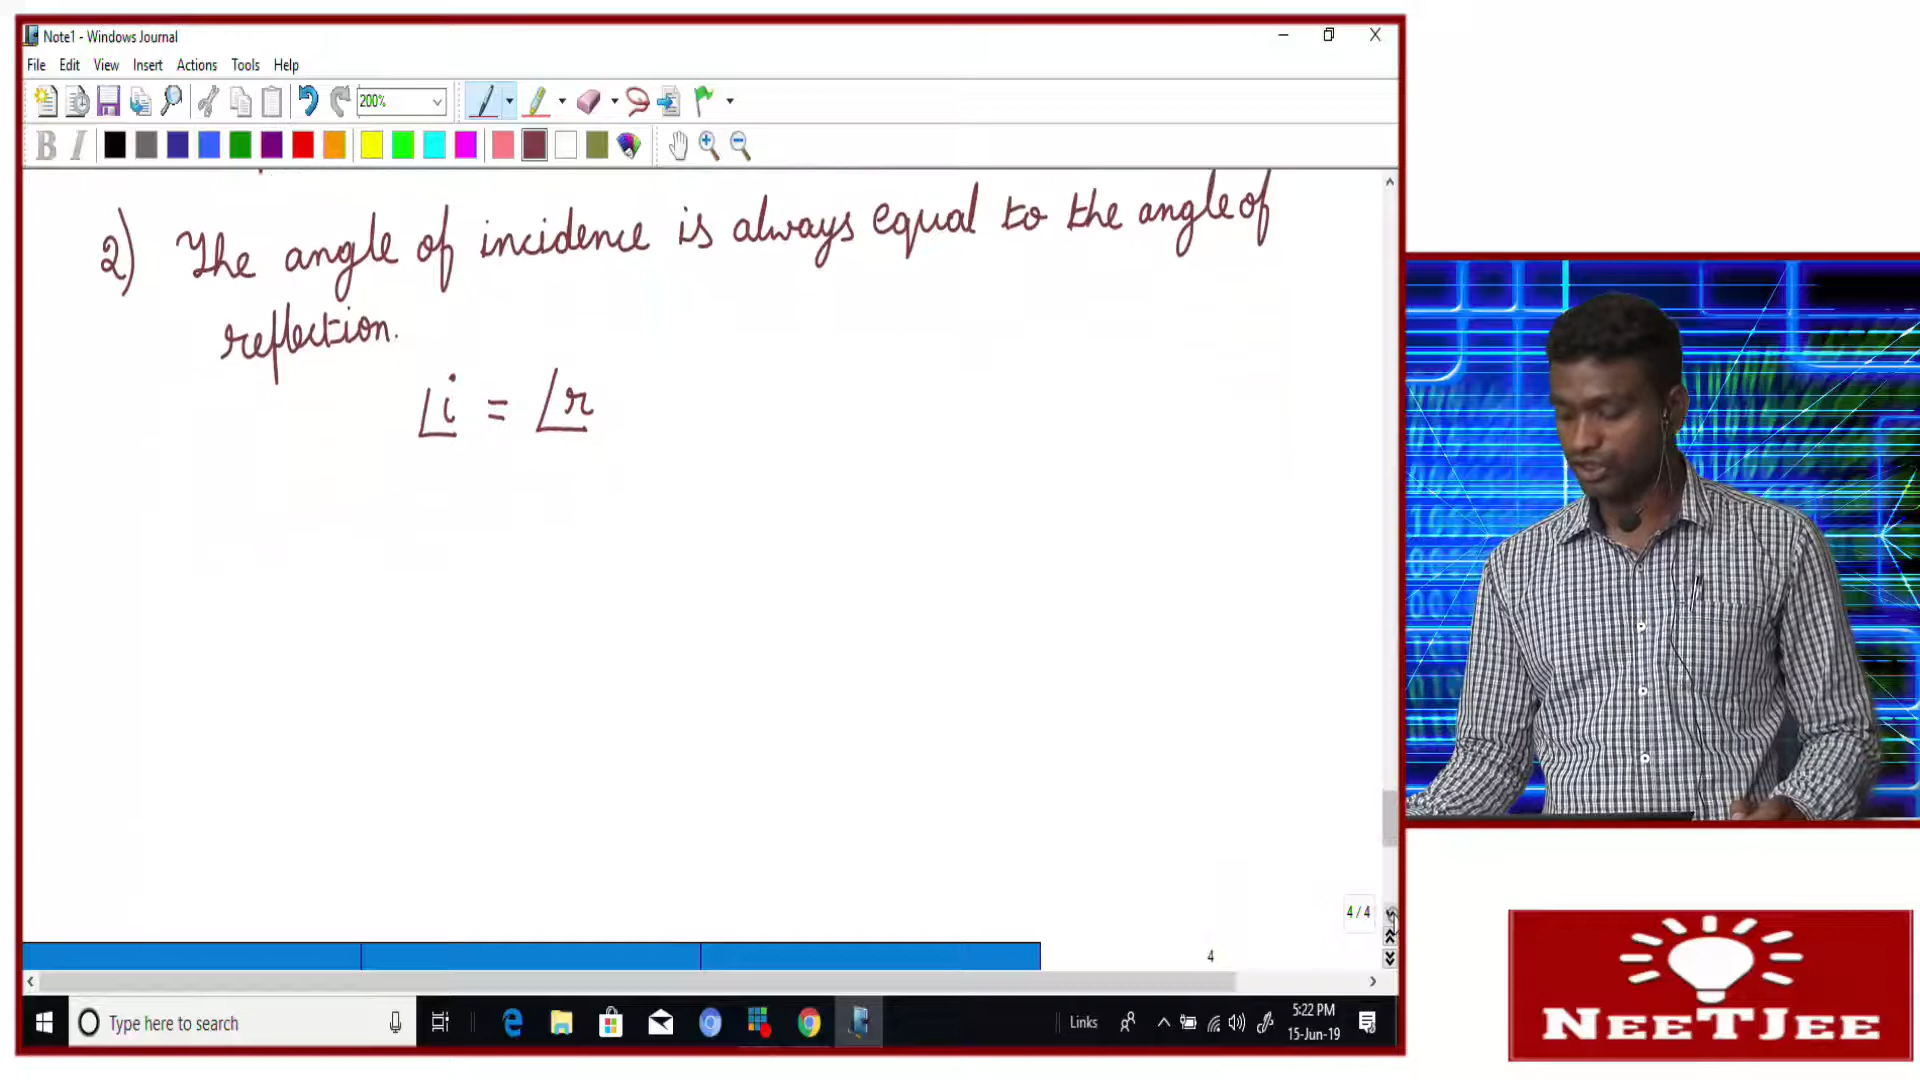 Note1 - Windows Journal
File Edit View Insert Actions Tools Help
200%
B I
2) The angle of incidence is always equal to the angle of
reflection.
∠i = ∠r
4 / 4
4
Type here to search
Links
5:22 PM
15-Jun-19
NEETJEE